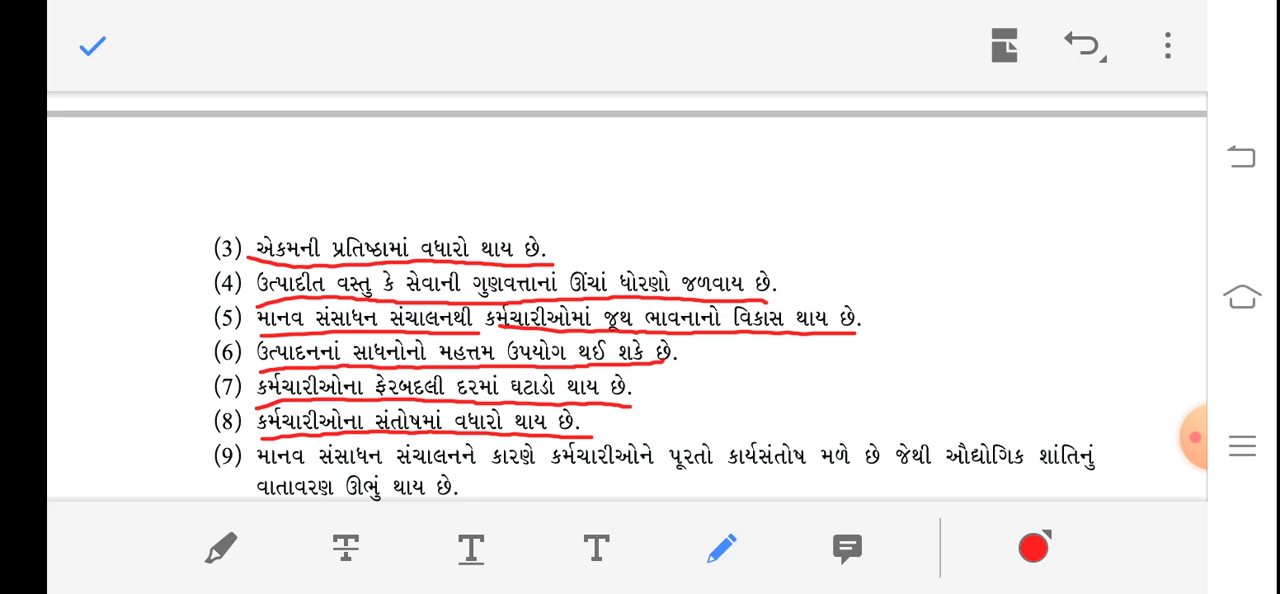 (3) એકમની પ્રતિષ્ઠામાં વધારો થાય છે.
(4) ઉત્પાદીત વસ્તુ કે સેવાની ગુણવત્તાનાં ઊંચાં ધોરણો જળવાય છે.
(5) માનવ સંસાધન સંચાલનથી કર્મચારીઓમાં જૂથ ભાવનાનો વિકાસ થાય છે.
(6) ઉત્પાદનનાં સાધનોનો મહત્તમ ઉપયોગ થઈ શકે છે.
(7) કર્મચારીઓના ફેરબદલી દરમાં ઘટાડો થાય છે.
(8) કર્મચારીઓના સંતોષમાં વધારો થાય છે.
(9) માનવ સંસાધન સંચાલનને કારણે કર્મચારીઓને પૂરતો કાર્યસંતોષ મળે છે જેથી ઔદ્યોગિક શાંતિનું
વાતાવરણ ઊભું થાય છે.
T T T